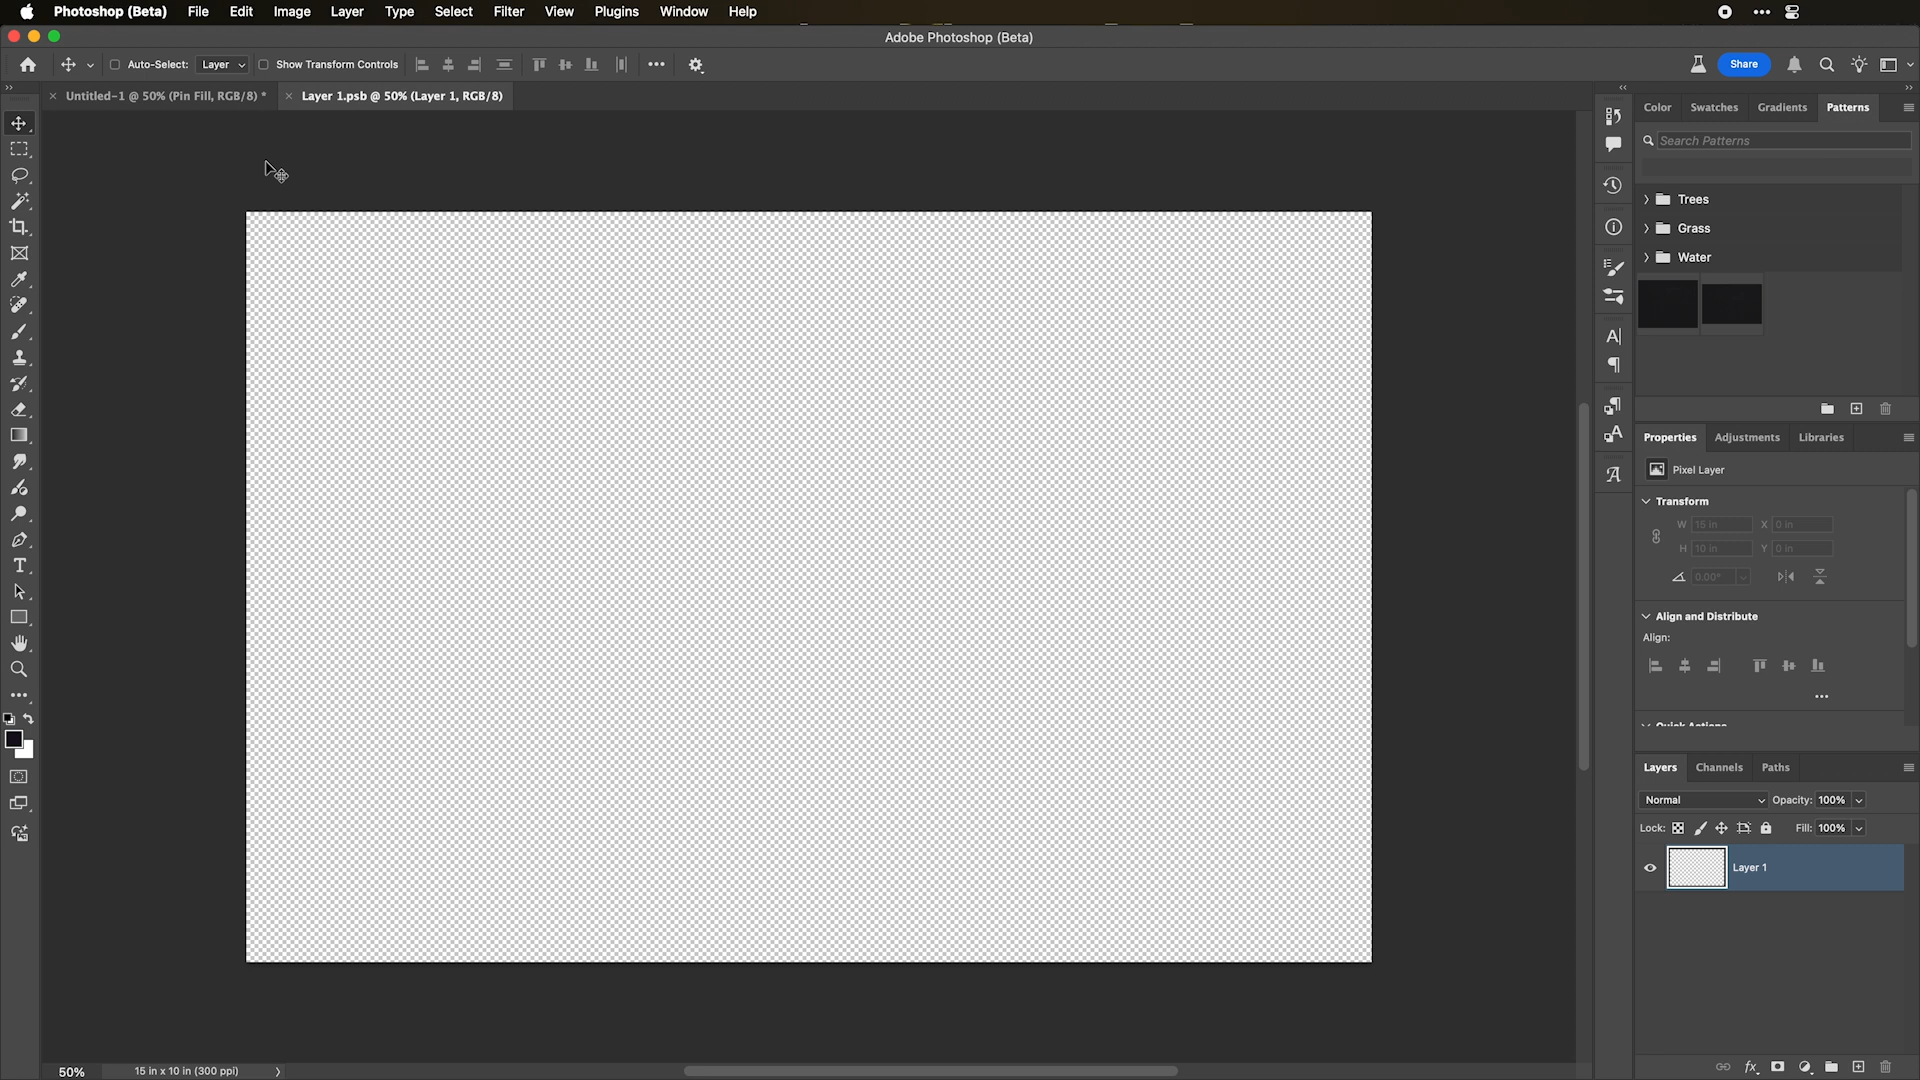 Photoshop (Beta) File Edit Image Layer Type Select Filter View Plugins Window Help
Adobe Photoshop (Beta)
Auto-Select: Layer Show Transform Controls Share
Untitled-1 @ 50% (Pin Fill, RGB/8) * Layer 1.psb @ 50% (Layer 1, RGB/8)
Color Swatches Gradients Patterns
Search Patterns
Trees
Grass
Water
Properties Adjustments Libraries
Pixel Layer
Transform
W 15 in X 0 in
H 10 in Y 0 in
0.00°
Align and Distribute
Align:
Quick Actions
Layers Channels Paths
Normal Opacity: 100%
Lock: Fill: 100%
Layer 1
50% 15 in x 10 in (300 ppi)